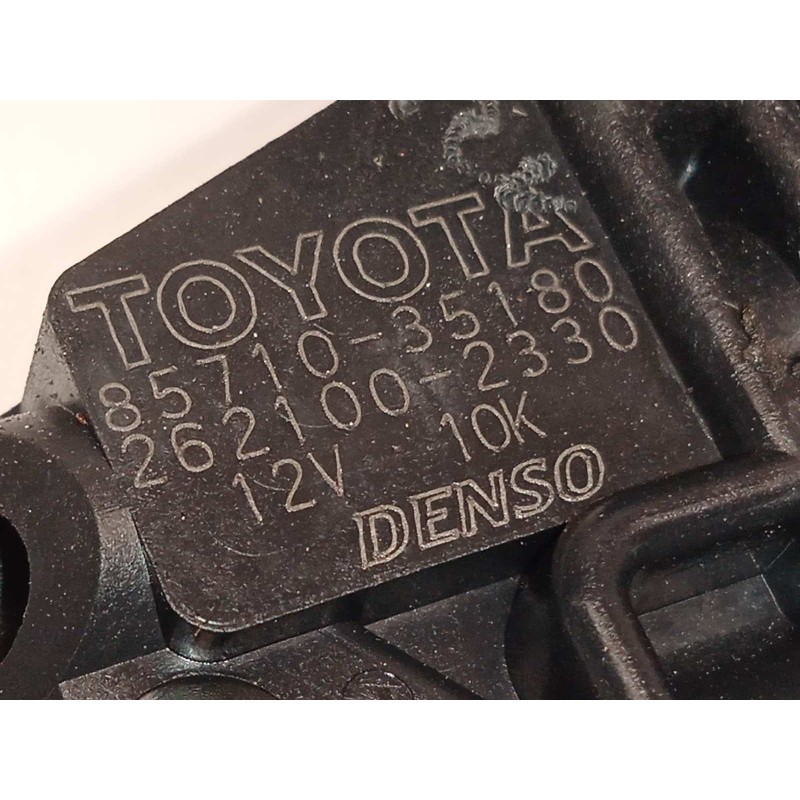 TOYOTA
85710-35180
262100-2330
12V 10K
DENSO